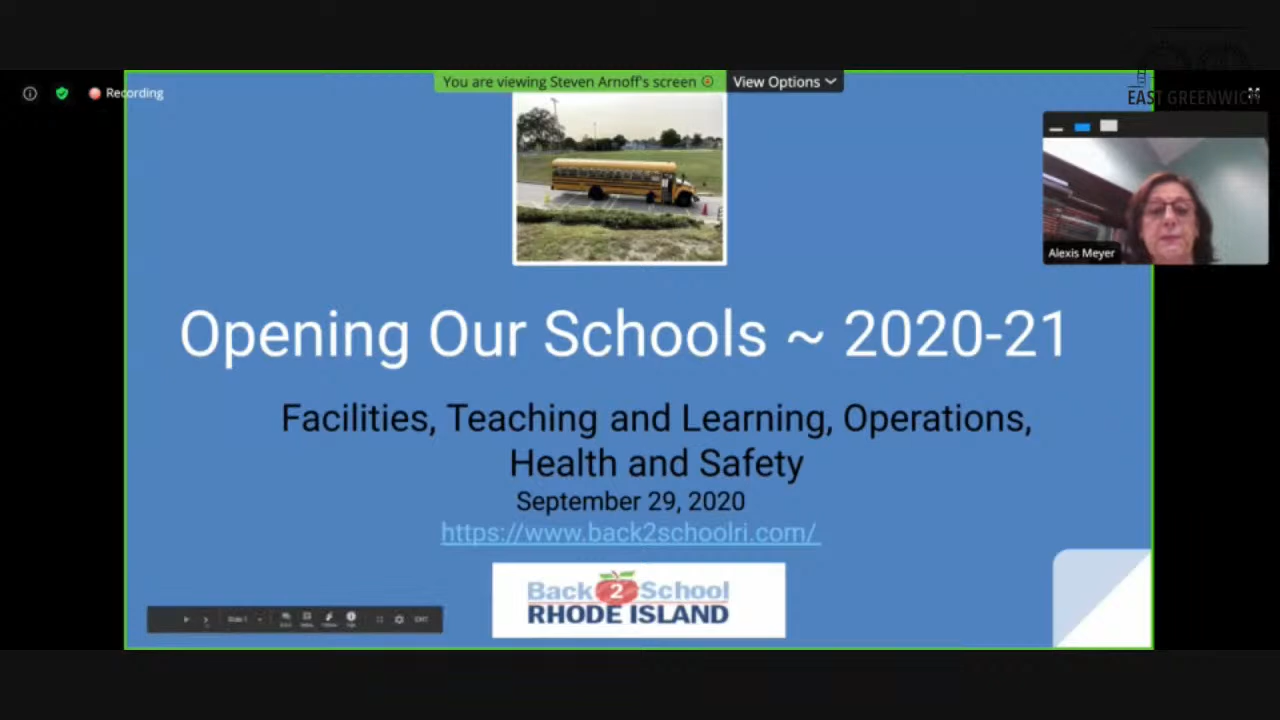 You are viewing Steven Arnoff's screen
View Options
Recording
EAST GREENWICH
Alexis Meyer
Opening Our Schools ~ 2020-21
Facilities, Teaching and Learning, Operations,
Health and Safety
September 29, 2020
https://www.back2schoolri.com/
Back 2 School
RHODE ISLAND